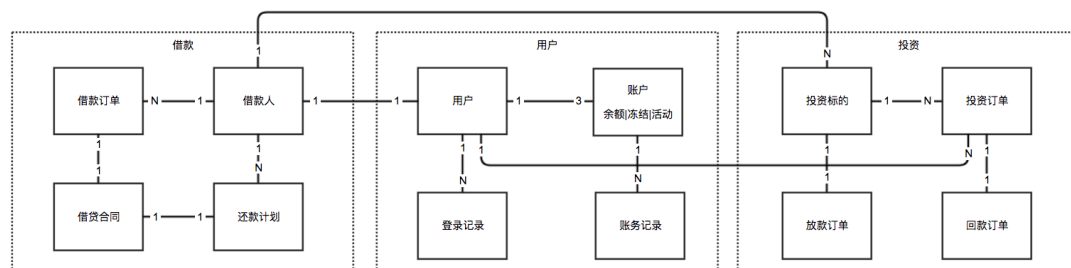 借款
用户
投资
1
N
借款订单
N
1
借款人
1
1
用户
1
3
账户
余额|冻结|活动
投资标的
1
N
投资订单
1
1
1
N
1
N
1
1
N
1
1
N
1
1
借贷合同
1
1
还款计划
登录记录
账务记录
放款订单
回款订单